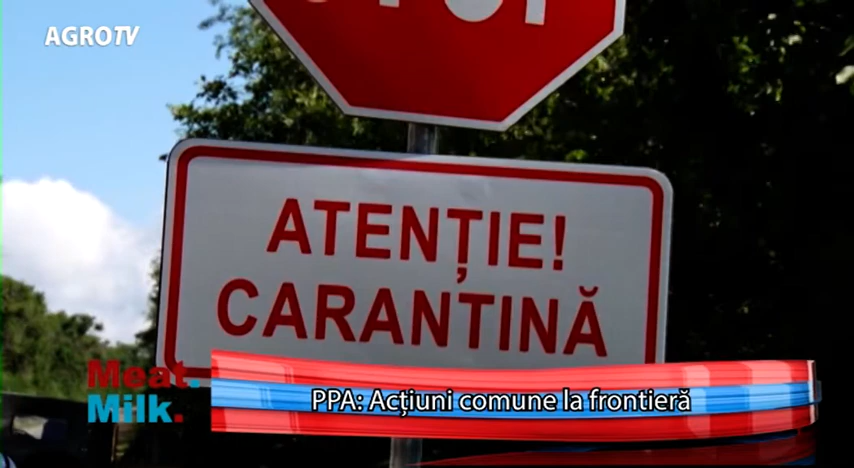 AGROTV
ATENȚIE!
CARANTINĂ
Meat.
Milk.
PPA: Acțiuni comune la frontieră